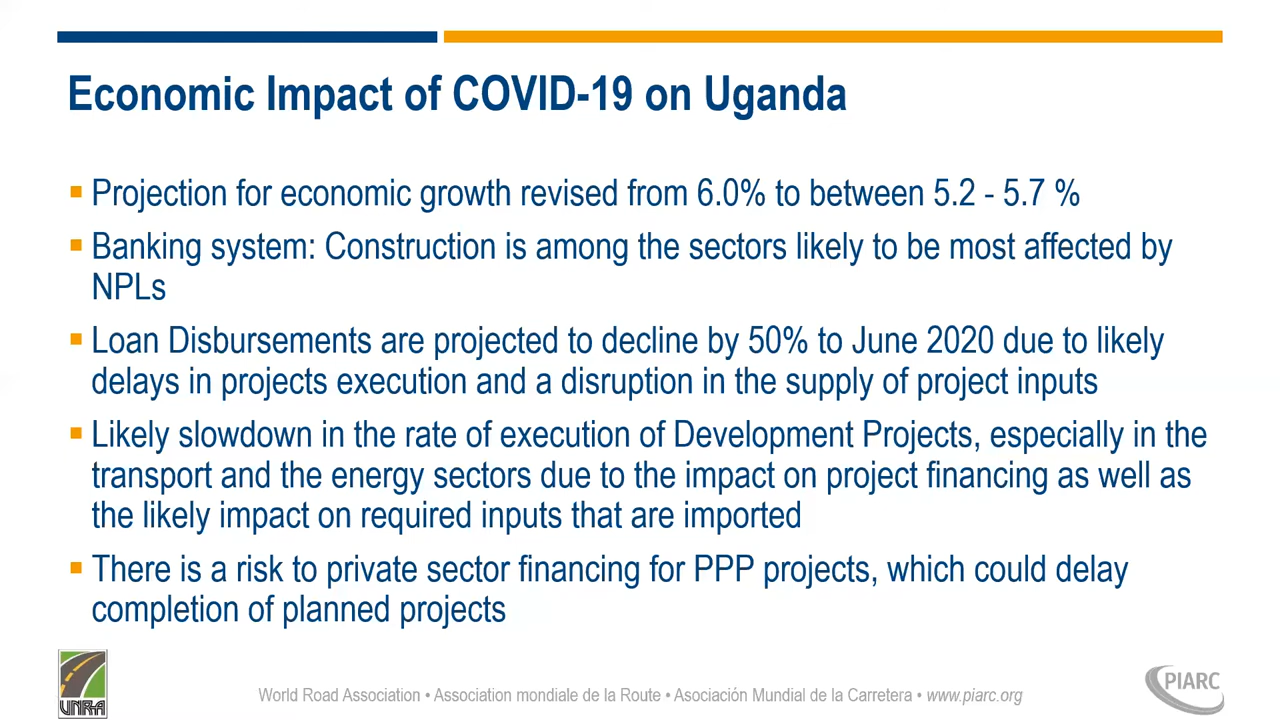 Economic Impact of COVID-19 on Uganda
Projection for economic growth revised from 6.0% to between 5.2 - 5.7 %
Banking system: Construction is among the sectors likely to be most affected by
NPLs
Loan Disbursements are projected to decline by 50% to June 2020 due to likely
delays in projects execution and a disruption in the supply of project inputs
Likely slowdown in the rate of execution of Development Projects, especially in the
transport and the energy sectors due to the impact on project financing as well as
the likely impact on required inputs that are imported
There is a risk to private sector financing for PPP projects, which could delay
completion of planned projects
UNRA
World Road Association • Association mondiale de la Route • Asociación Mundial de la Carretera • www.piarc.org
PIARC